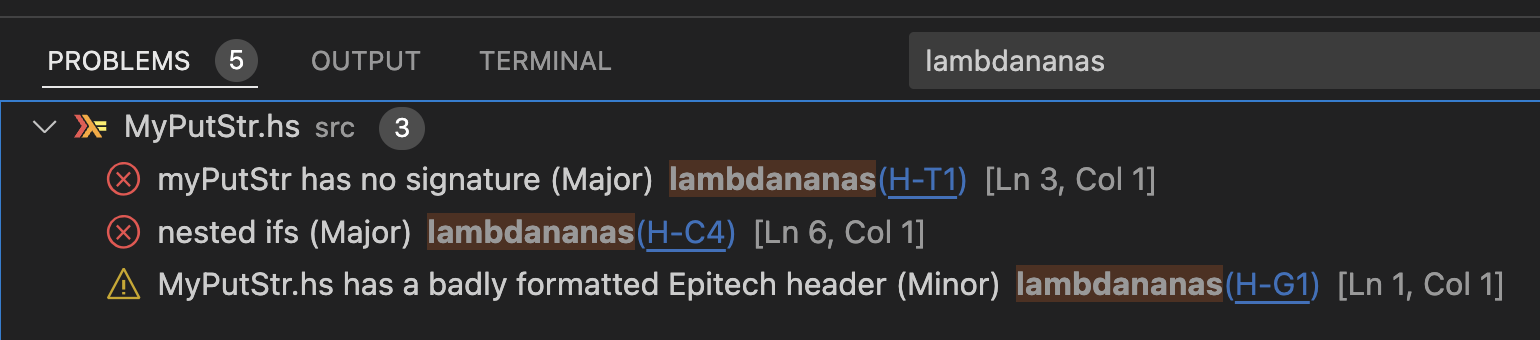 PROBLEMS 5 OUTPUT TERMINAL lambdananas
MyPutStr.hs src 3
myPutStr has no signature (Major) lambdananas(H-T1) [Ln 3, Col 1]
nested ifs (Major) lambdananas(H-C4) [Ln 6, Col 1]
MyPutStr.hs has a badly formatted Epitech header (Minor) lambdananas(H-G1) [Ln 1, Col 1]